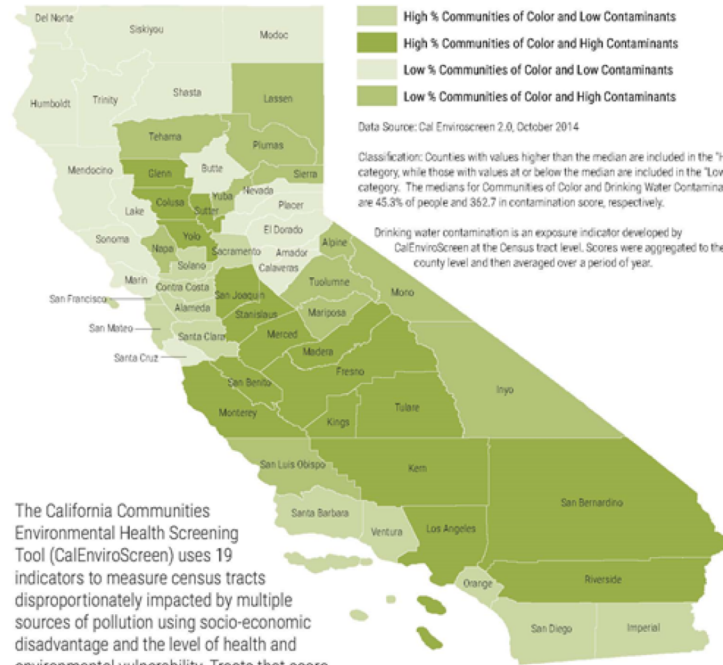 High % Communities of Color and Low Contaminants
High % Communities of Color and High Contaminants
Low % Communities of Color and Low Contaminants
Low % Communities of Color and High Contaminants
Data Source: Cal Enviroscreen 2.0, October 2014
Classification: Counties with values higher than the median are included in the "H
category, while those with values at or below the median are included in the "Low
category. The medians for Communities of Color and Drinking Water Contamina
are 45.3% of people and 362.7 in contamination score, respectively.
Drinking water contamination is an exposure indicator developed by
CalEnviroScreen at the Census tract level. Scores were aggregated to the
county level and then averaged over a period of year.
Del Norte
Siskiyou
Modoc
Humboldt
Trinity
Shasta
Lassen
Tehama
Plumas
Mendocino
Glenn
Butte
Sierra
Colusa
Yuba
Nevada
Lake
Sutter
Placer
Sonoma
Yolo
El Dorado
Napa
Sacramento
Amador
Alpine
Solano
Calaveras
Marin
Contra Costa
San Joaquin
Tuolumne
Mono
San Francisco
Alameda
Stanislaus
Mariposa
San Mateo
Santa Clara
Merced
Santa Cruz
Madera
Fresno
Inyo
San Benito
Monterey
Kings
Tulare
San Luis Obispo
Kern
San Bernardino
Santa Barbara
Ventura
Los Angeles
Orange
Riverside
San Diego
Imperial
The California Communities
Environmental Health Screening
Tool (CalEnviroScreen) uses 19
indicators to measure census tracts
disproportionately impacted by multiple
sources of pollution using socio-economic
disadvantage and the level of health and
environmental vulnerability. Tracts that score